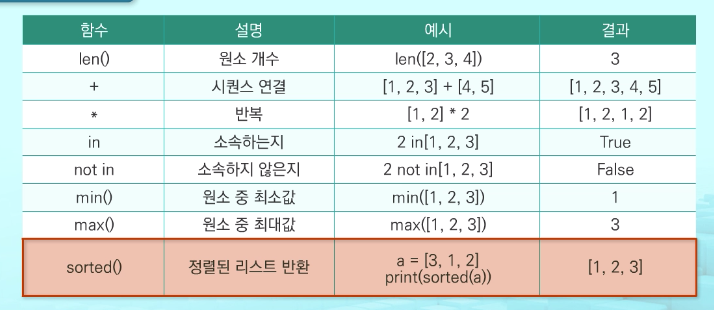 함수 설명 예시 결과
len() 원소 개수 len([2, 3, 4]) 3
+ 시퀀스 연결 [1, 2, 3] + [4, 5] [1, 2, 3, 4, 5]
* 반복 [1, 2] * 2 [1, 2, 1, 2]
in 소속하는지 2 in[1, 2, 3] True
not in 소속하지 않은지 2 not in[1, 2, 3] False
min() 원소 중 최소값 min([1, 2, 3]) 1
max() 원소 중 최대값 max([1, 2, 3]) 3
sorted() 정렬된 리스트 반환 a = [3, 1, 2]
print(sorted(a)) [1, 2, 3]